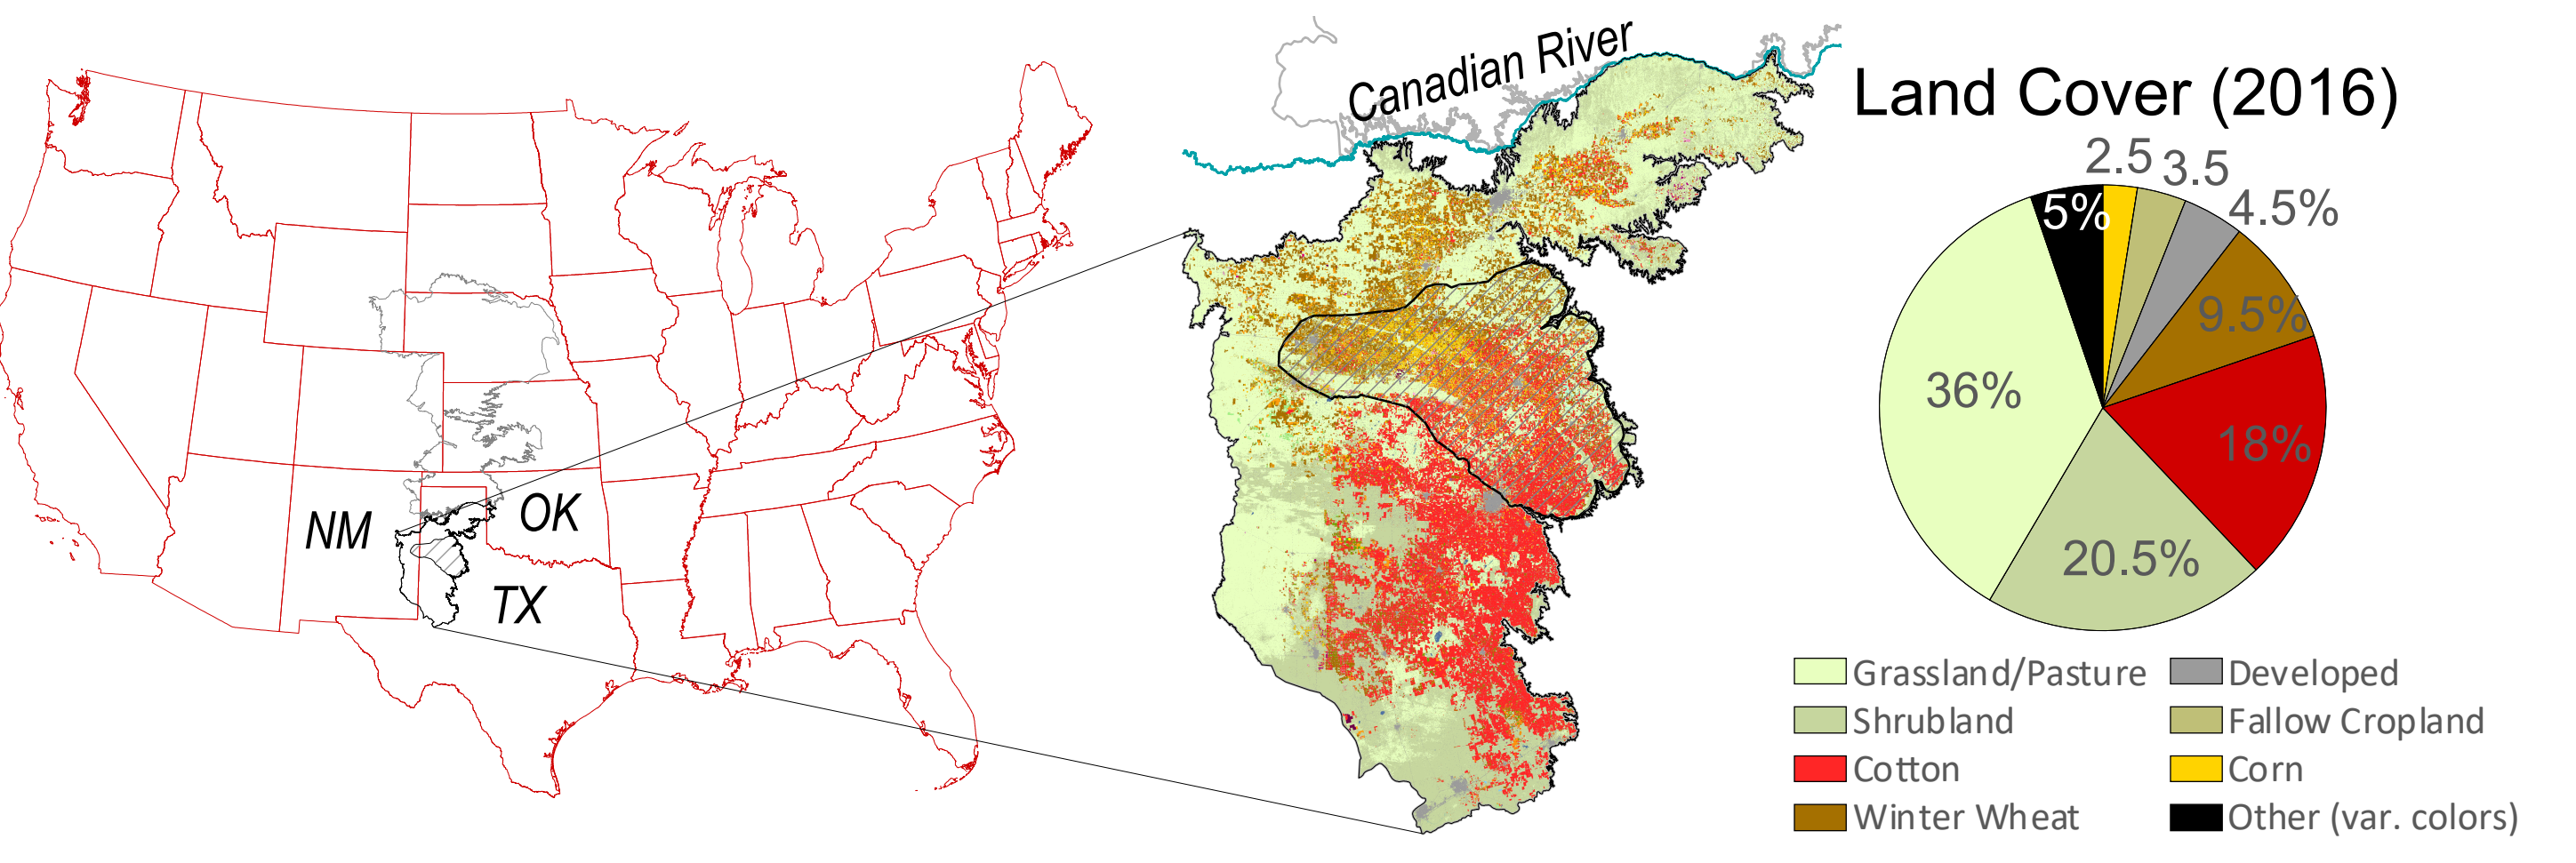 NM
OK
TX
Canadian River
Land Cover (2016)
2.5
3.5
4.5%
5%
9.5%
36%
18%
20.5%
Grassland/Pasture
Developed
Shrubland
Fallow Cropland
Cotton
Corn
Winter Wheat
Other (var. colors)